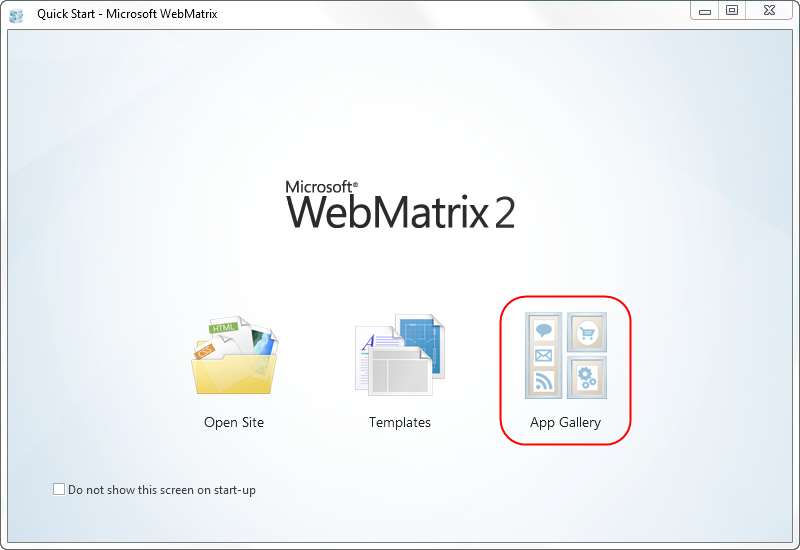 Quick Start - Microsoft WebMatrix
Microsoft®
WebMatrix 2
HTML
CSS
A
Open Site
Templates
App Gallery
Do not show this screen on start-up